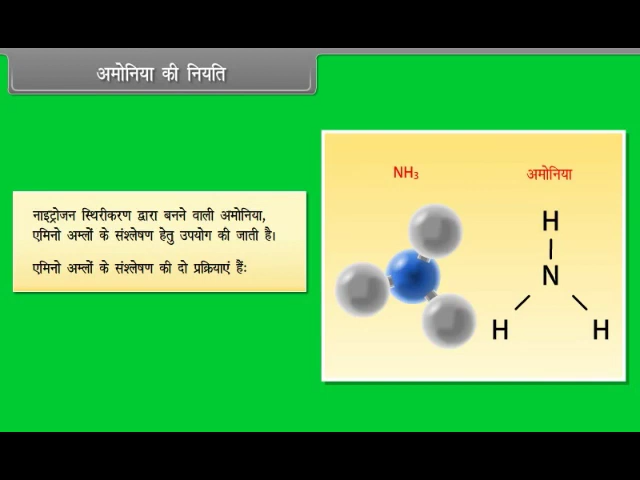 अमोनिया की नियति
नाइट्रोजन स्थिरीकरण द्वारा बनने वाली अमोनिया,
एमिनो अम्लों के संश्लेषण हेतु उपयोग की जाती है।
एमिनो अम्लों के संश्लेषण की दो प्रक्रियाएं हैंः
NH₃ अमोनिया
H
N
H H